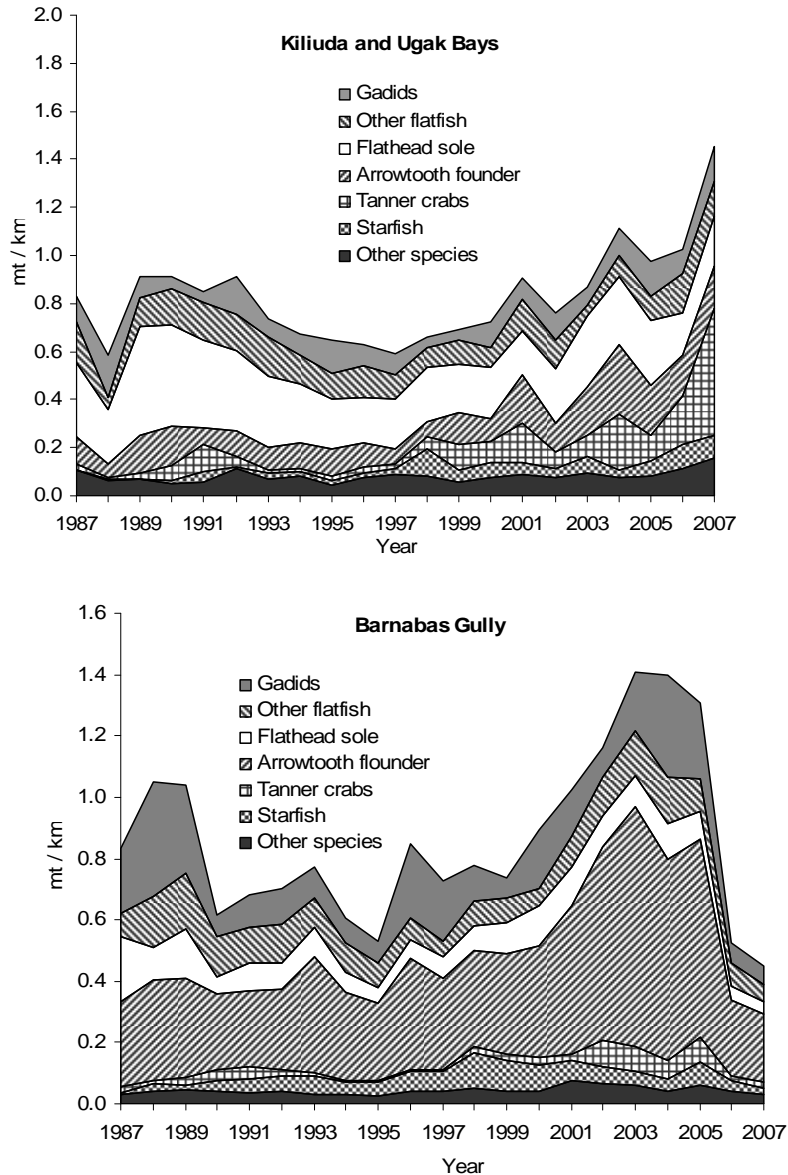 Kiliuda and Ugak Bays
Gadids
Other flatfish
Flathead sole
Arrowtooth founder
Tanner crabs
Starfish
Other species
mt / km
2.0
1.8
1.6
1.4
1.2
1.0
0.8
0.6
0.4
0.2
0.0
1987 1989 1991 1993 1995 1997 1999 2001 2003 2005 2007
Year
Barnabas Gully
Gadids
Other flatfish
Flathead sole
Arrowtooth flounder
Tanner crabs
Starfish
Other species
mt / km
1.6
1.4
1.2
1.0
0.8
0.6
0.4
0.2
0.0
1987 1989 1991 1993 1995 1997 1999 2001 2003 2005 2007
Year